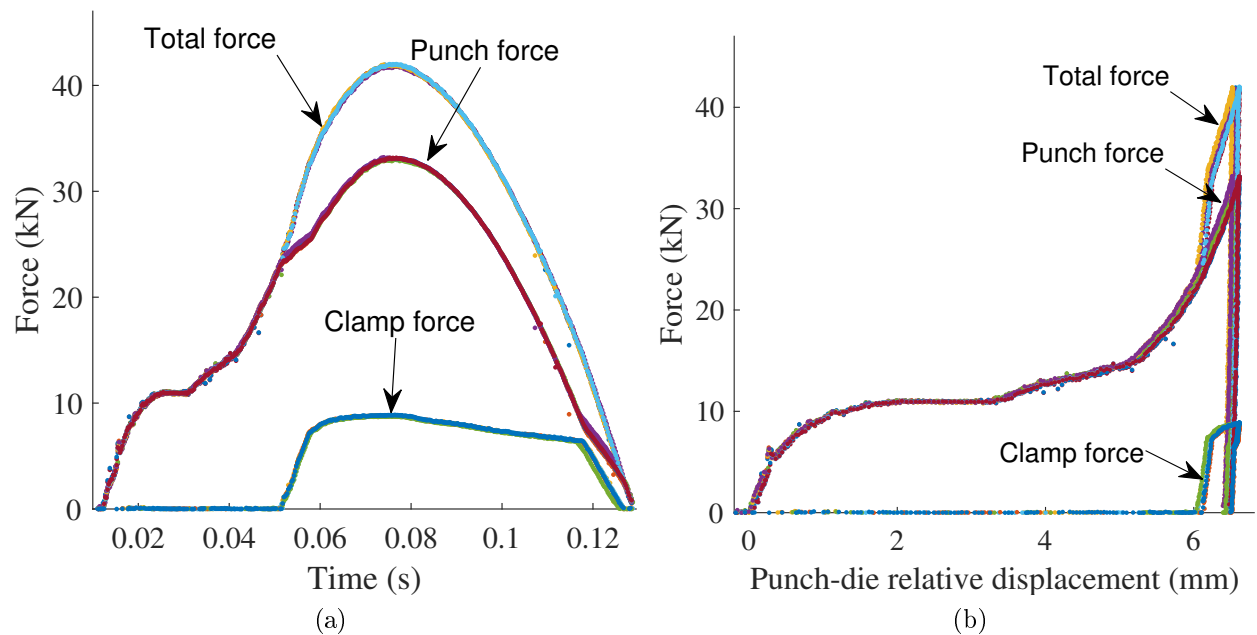 Total force
Punch force
Clamp force
40
30
20
10
0
Force (kN)
0.02 0.04 0.06 0.08 0.1 0.12
Time (s)
(a)
Total force
Punch force
Clamp force
40
30
20
10
0
Force (kN)
0 2 4 6
Punch-die relative displacement (mm)
(b)